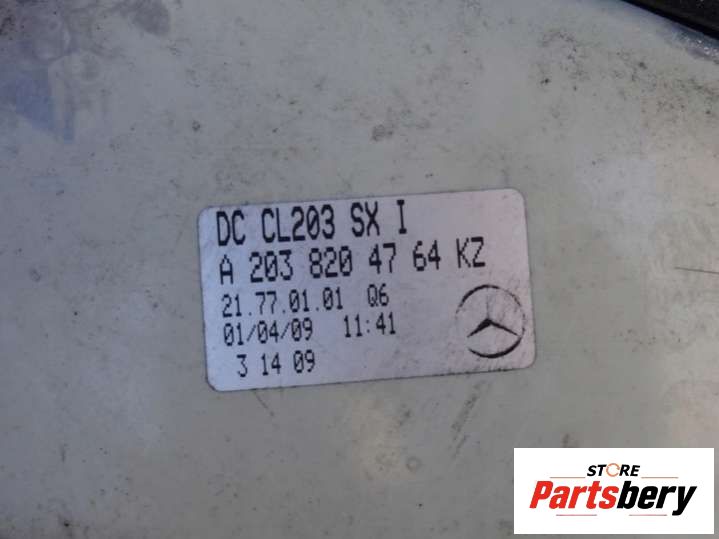 DC CL203 SX I
A 203 820 47 64 KZ
21.77.01.01 Q6
01/04/09 11:41
3 14 09
STORE
Partsbery